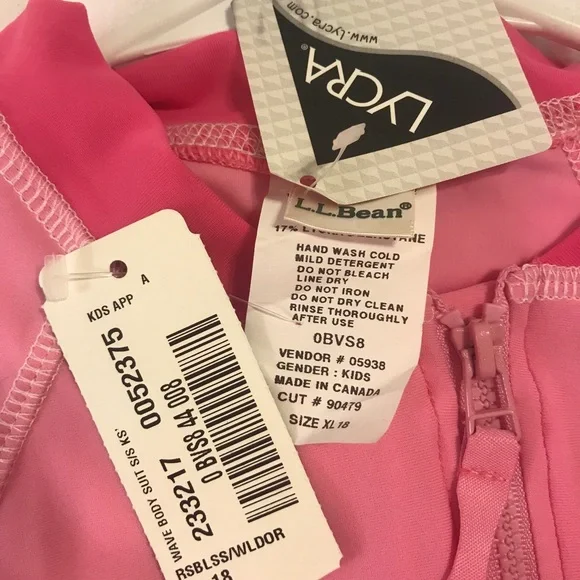 www.Lycra.com
LYCRA®
L.L.Bean®
17%
HAND WASH COLD
MILD DETERGENT
DO NOT BLEACH
LINE DRY
DO NOT IRON
DO NOT DRY CLEAN
RINSE THOROUGHLY
AFTER USE
0BVS8
VENDOR # 05938
GENDER : KIDS
MADE IN CANADA
CUT # 90479
SIZE XL 18
KDS APP A
0052375
233217
0 BVS8 44 008
WAVE BODY SUIT S/S KS'
RSBLSS/WLDOR
18